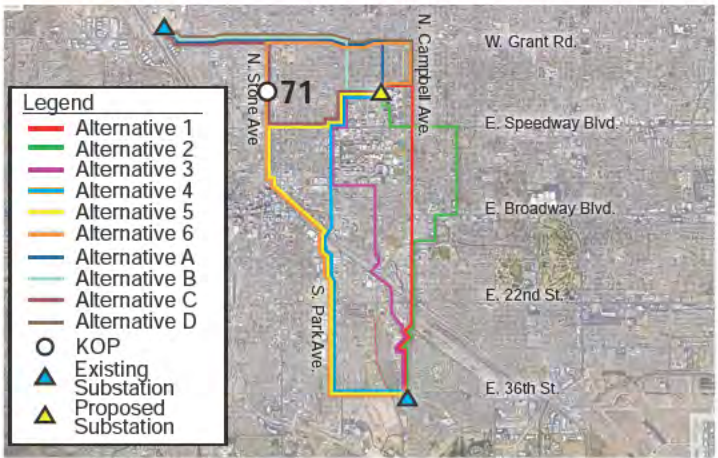 W. Grant Rd.
N. Campbell Ave.
N. Stone Ave
71
E. Speedway Blvd.
E. Broadway Blvd.
E. 22nd St.
S. Park Ave.
E. 36th St.
Legend
Alternative 1
Alternative 2
Alternative 3
Alternative 4
Alternative 5
Alternative 6
Alternative A
Alternative B
Alternative C
Alternative D
KOP
Existing
Substation
Proposed
Substation